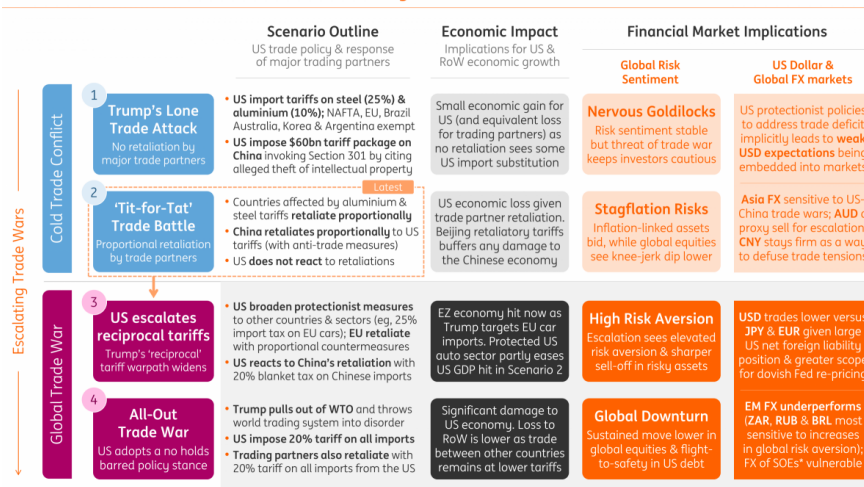 Scenario Outline
US trade policy & response
of major trading partners
Economic Impact
Implications for US &
RoW economic growth
Financial Market Implications
Global Risk
Sentiment
US Dollar &
Global FX markets
Escalating Trade Wars
Cold Trade Conflict
1
Trump's Lone
Trade Attack
No retaliation by
major trade partners
• US import tariffs on steel (25%) &
aluminium (10%); NAFTA, EU, Brazil
Australia, Korea & Argentina exempt
• US impose $60bn tariff package on
China invoking Section 301 by citing
alleged theft of intellectual property
Small economic gain for
US (and equivalent loss
for trading partners) as
no retaliation sees some
US import substitution
Nervous Goldilocks
Risk sentiment stable
but threat of trade war
keeps investors cautious
US protectionist policies
to address trade deficit
implicitly leads to weak
USD expectations being
embedded into markets
2
Latest
'Tit-for-Tat'
Trade Battle
Proportional retaliation
by trade partners
• Countries affected by aluminium &
steel tariffs retaliate proportionally
• China retaliates proportionally to US
tariffs (with anti-trade measures)
• US does not react to retaliations
US economic loss given
trade partner retaliation.
Beijing retaliatory tariffs
buffers any damage to
the Chinese economy
Stagflation Risks
Inflation-linked assets
bid, while global equities
see knee-jerk dip lower
Asia FX sensitive to US-
China trade wars; AUD
proxy sell for escalation
CNY stays firm as a way
to defuse trade tensions
Global Trade War
3
US escalates
reciprocal tariffs
Trump's 'reciprocal'
tariff warpath widens
• US broaden protectionist measures
to other countries & sectors (eg, 25%
import tax on EU cars); EU retaliate
with proportional countermeasures
• US reacts to China's retaliation with
20% blanket tax on Chinese imports
EZ economy hit now as
Trump targets EU car
imports. Protected US
auto sector partly eases
US GDP hit in Scenario 2
High Risk Aversion
Escalation sees elevated
risk aversion & sharper
sell-off in risky assets
USD trades lower versus
JPY & EUR given large
US net foreign liability
position & greater scope
for dovish Fed re-pricing
4
All-Out
Trade War
US adopts a no holds
barred policy stance
• Trump pulls out of WTO and throws
world trading system into disorder
• US impose 20% tariff on all imports
• Trading partners also retaliate with
20% tariff on all imports from the US
Significant damage to
US economy. Loss to
RoW is lower as trade
between other countries
remains at lower tariffs
Global Downturn
Sustained move lower in
global equities & flight-
to-safety in US debt
EM FX underperforms
(ZAR, RUB & BRL most
sensitive to increases
in global risk aversion);
FX of SOEs* vulnerable